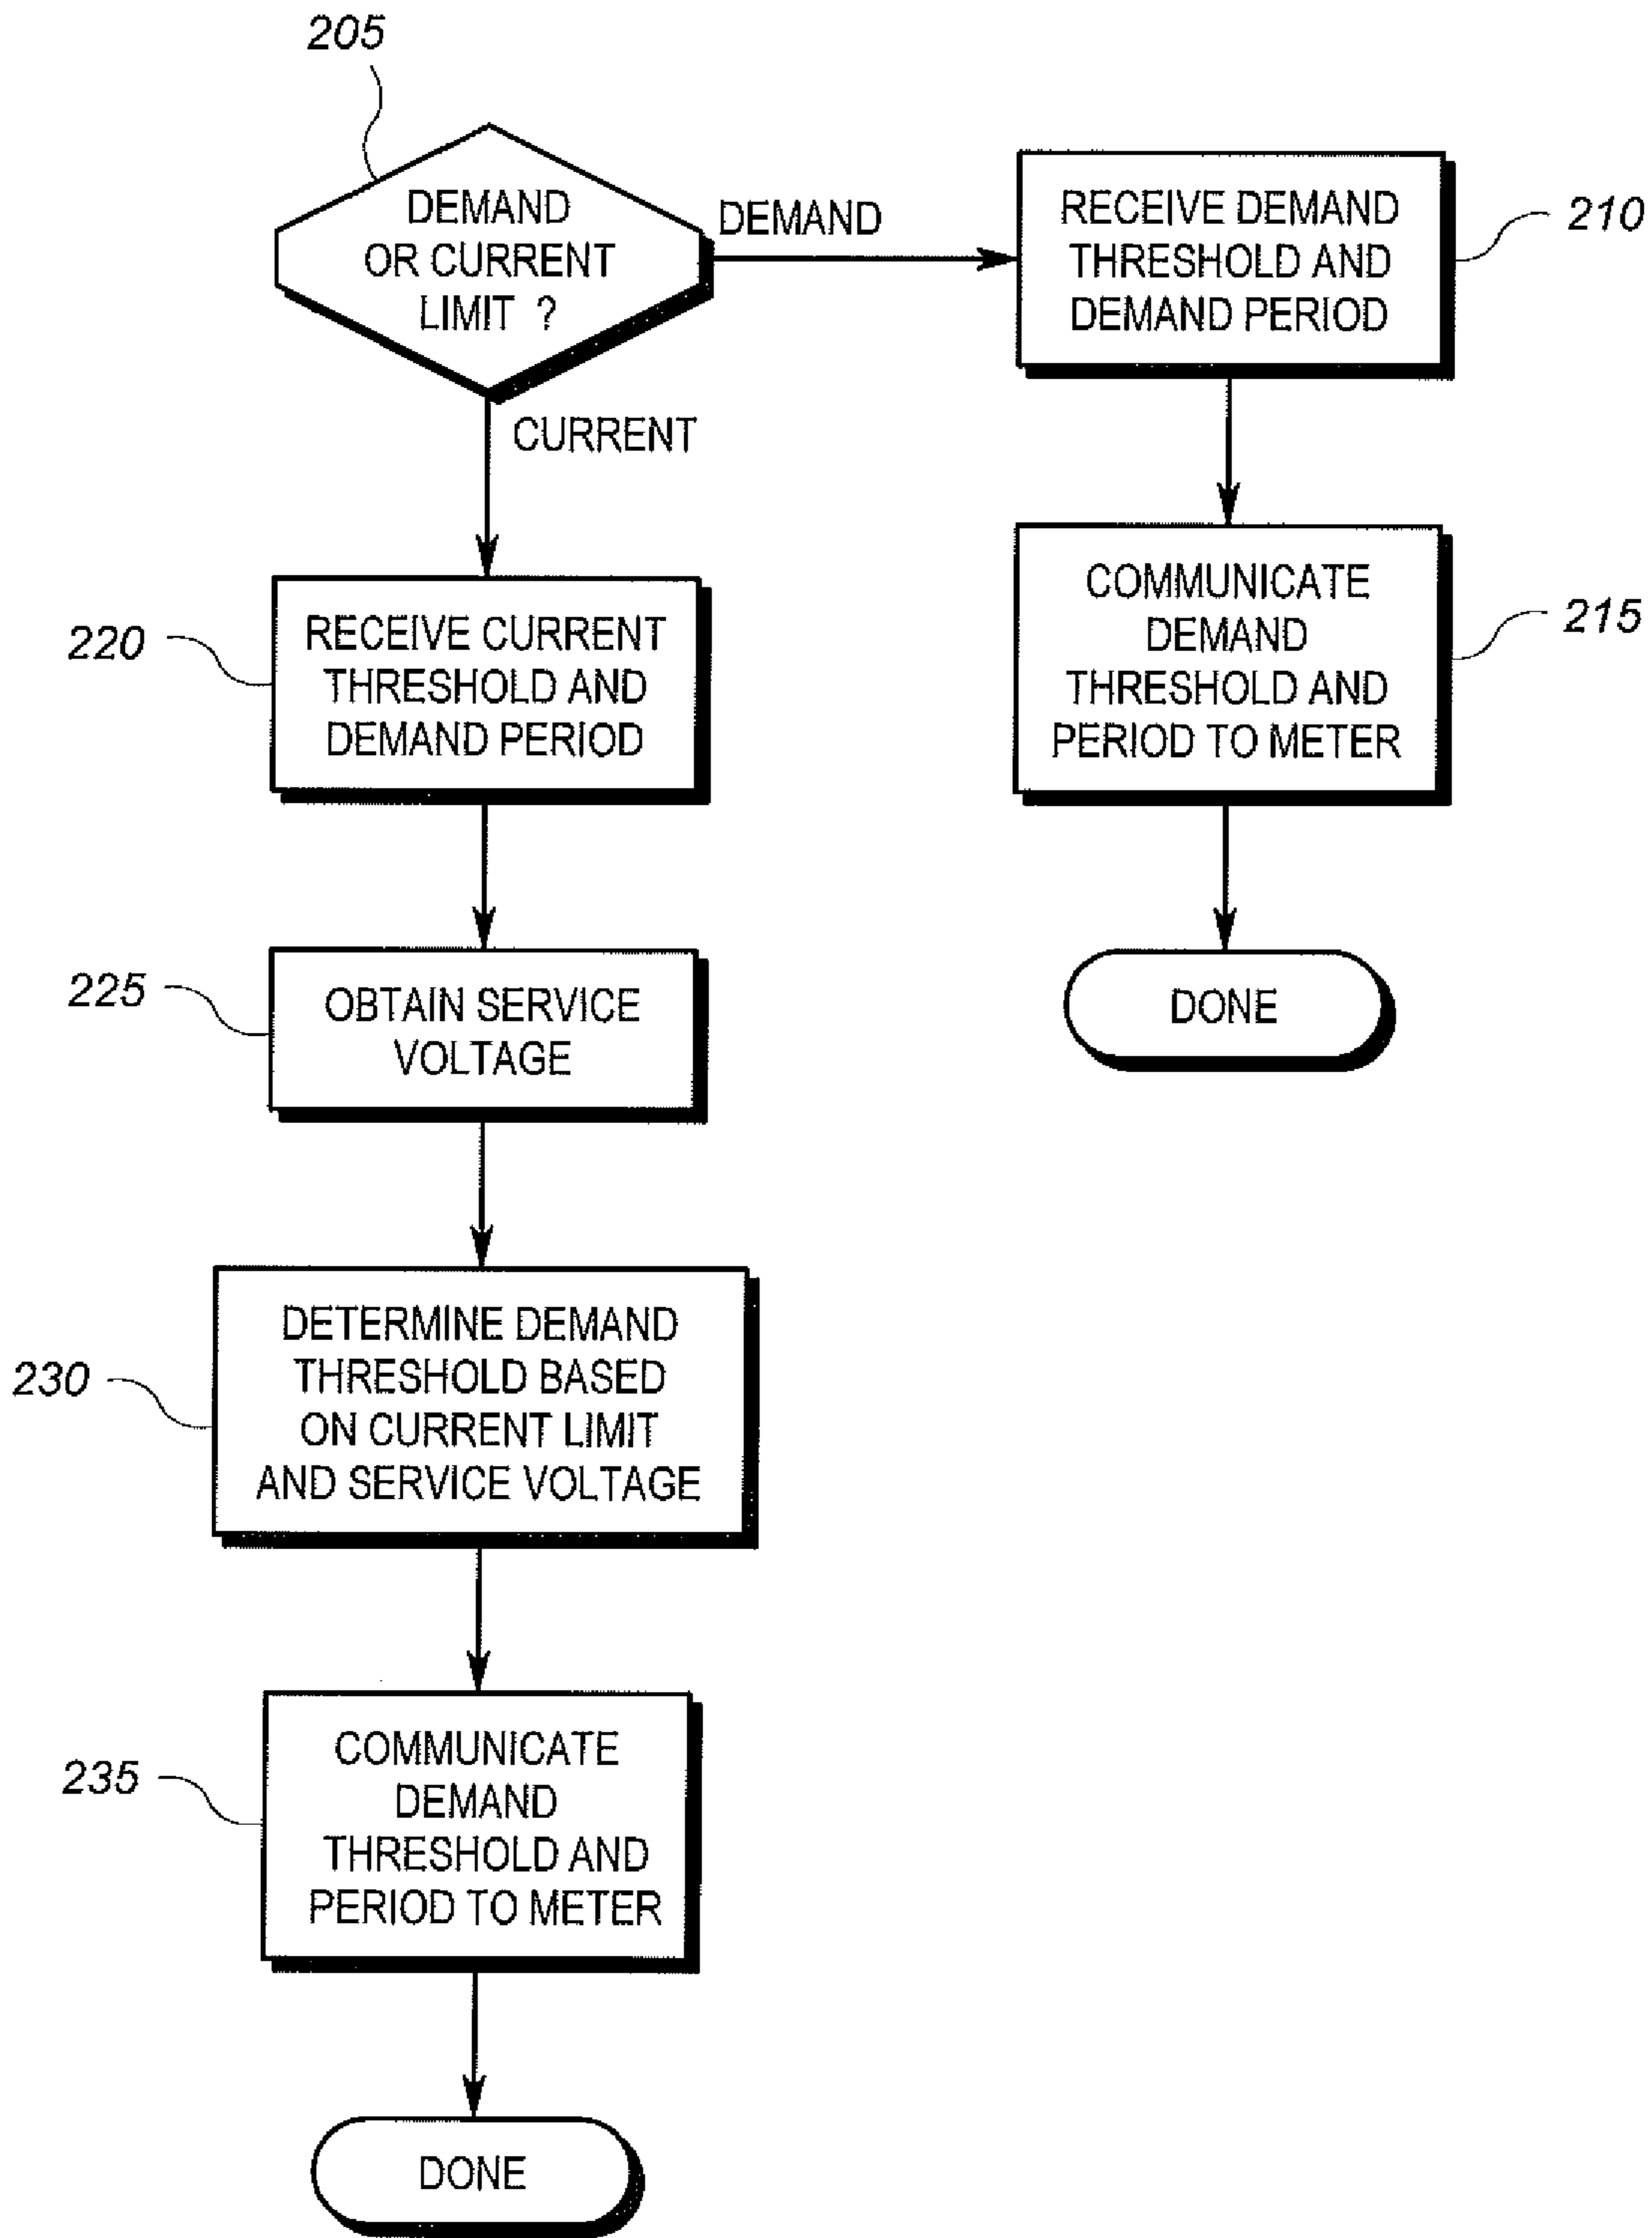 205
DEMAND
OR CURRENT
LIMIT ?
DEMAND
RECEIVE DEMAND
THRESHOLD AND
DEMAND PERIOD
210
CURRENT
COMMUNICATE
DEMAND
THRESHOLD AND
PERIOD TO METER
215
DONE
220
RECEIVE CURRENT
THRESHOLD AND
DEMAND PERIOD
225
OBTAIN SERVICE
VOLTAGE
230
DETERMINE DEMAND
THRESHOLD BASED
ON CURRENT LIMIT
AND SERVICE VOLTAGE
235
COMMUNICATE
DEMAND
THRESHOLD AND
PERIOD TO METER
DONE